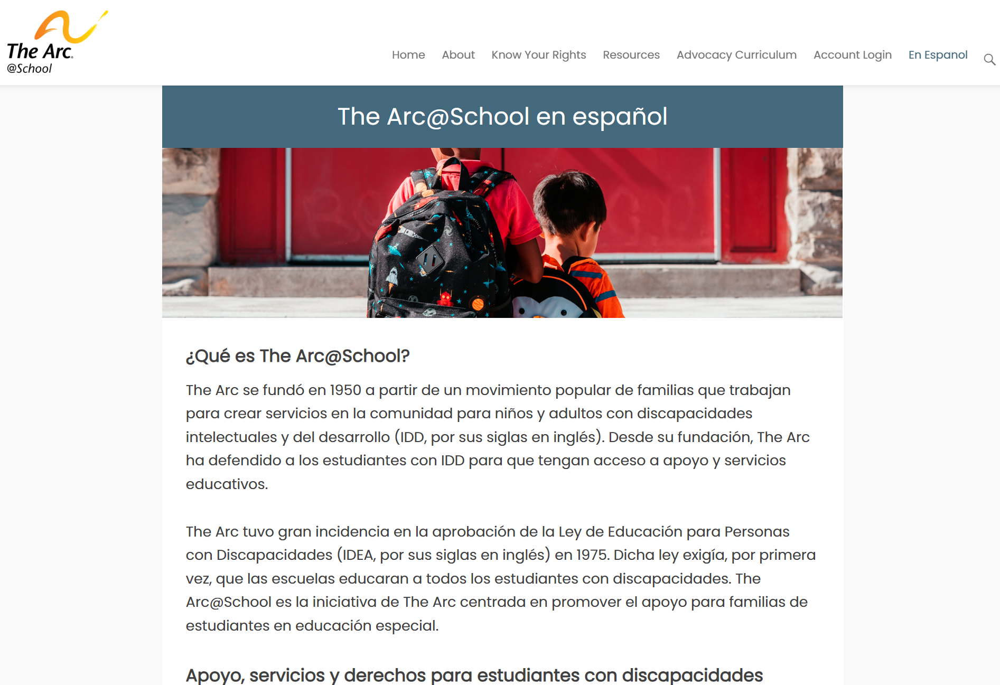 The Arc®
@School
Home About Know Your Rights Resources Advocacy Curriculum Account Login En Espanol
The Arc@School en español
¿Qué es The Arc@School?
The Arc se fundó en 1950 a partir de un movimiento popular de familias que trabajan
para crear servicios en la comunidad para niños y adultos con discapacidades
intelectuales y del desarrollo (IDD, por sus siglas en inglés). Desde su fundación, The Arc
ha defendido a los estudiantes con IDD para que tengan acceso a apoyo y servicios
educativos.
The Arc tuvo gran incidencia en la aprobación de la Ley de Educación para Personas
con Discapacidades (IDEA, por sus siglas en inglés) en 1975. Dicha ley exigía, por primera
vez, que las escuelas educaran a todos los estudiantes con discapacidades. The
Arc@School es la iniciativa de The Arc centrada en promover el apoyo para familias de
estudiantes en educación especial.
Apoyo, servicios y derechos para estudiantes con discapacidades